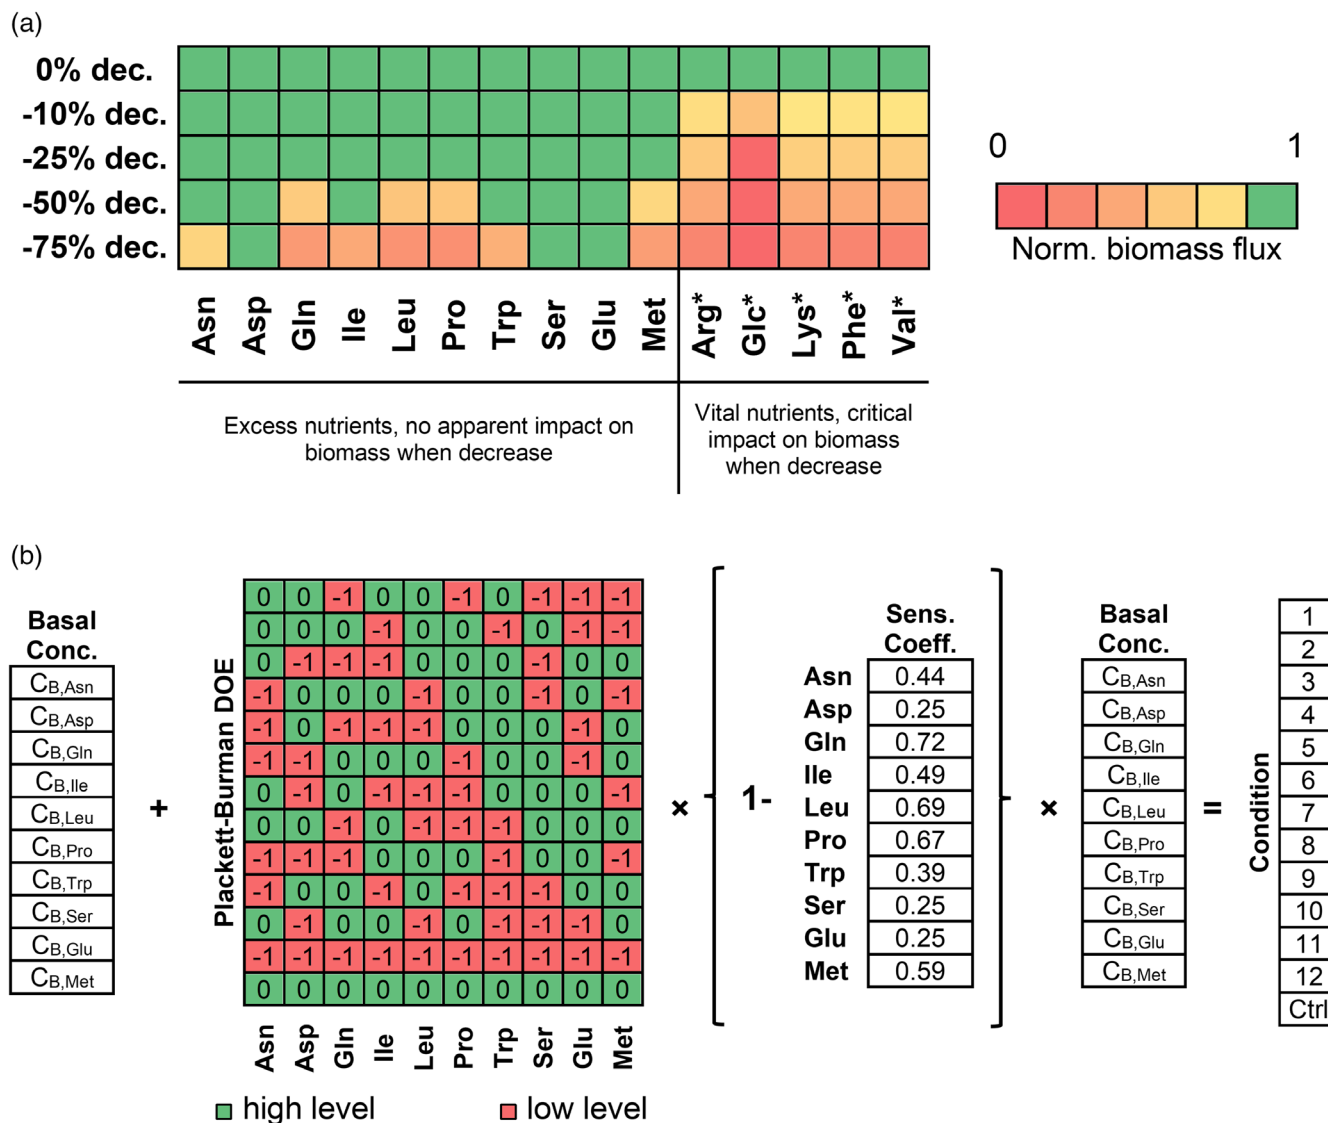 (a)
0% dec.
-10% dec.
-25% dec.
-50% dec.
-75% dec.
Asn Asp Gln Ile Leu Pro Trp Ser Glu Met Arg* Glc* Lys* Phe* Val*
Excess nutrients, no apparent impact on
biomass when decrease
Vital nutrients, critical
impact on biomass
when decrease
0 1
Norm. biomass flux
(b)
Basal
Conc.
CB,Asn
CB,Asp
CB,Gln
CB,Ile
CB,Leu
CB,Pro
CB,Trp
CB,Ser
CB,Glu
CB,Met
+
Plackett-Burman DOE
0 0 -1 0 0 -1 0 -1 -1 -1
0 0 0 -1 0 0 -1 0 -1 -1
0 -1 -1 -1 0 0 0 -1 0 0
-1 0 0 0 -1 0 0 -1 0 -1
-1 0 -1 -1 -1 0 0 0 -1 0
-1 -1 0 0 0 -1 0 0 -1 0
0 -1 0 -1 -1 -1 0 0 0 -1
0 0 -1 0 -1 -1 -1 0 0 0
-1 -1 -1 0 0 0 -1 0 0 -1
-1 0 0 -1 0 -1 -1 -1 0 0
0 -1 0 0 -1 0 -1 -1 -1 0
-1 -1 -1 -1 -1 -1 -1 -1 -1 -1
0 0 0 0 0 0 0 0 0 0
Asn Asp Gln Ile Leu Pro Trp Ser Glu Met
high level low level
×
1-
Sens.
Coeff.
Asn 0.44
Asp 0.25
Gln 0.72
Ile 0.49
Leu 0.69
Pro 0.67
Trp 0.39
Ser 0.25
Glu 0.25
Met 0.59
×
Basal
Conc.
CB,Asn
CB,Asp
CB,Gln
CB,Ile
CB,Leu
CB,Pro
CB,Trp
CB,Ser
CB,Glu
CB,Met
=
Condition
1
2
3
4
5
6
7
8
9
10
11
12
Ctrl